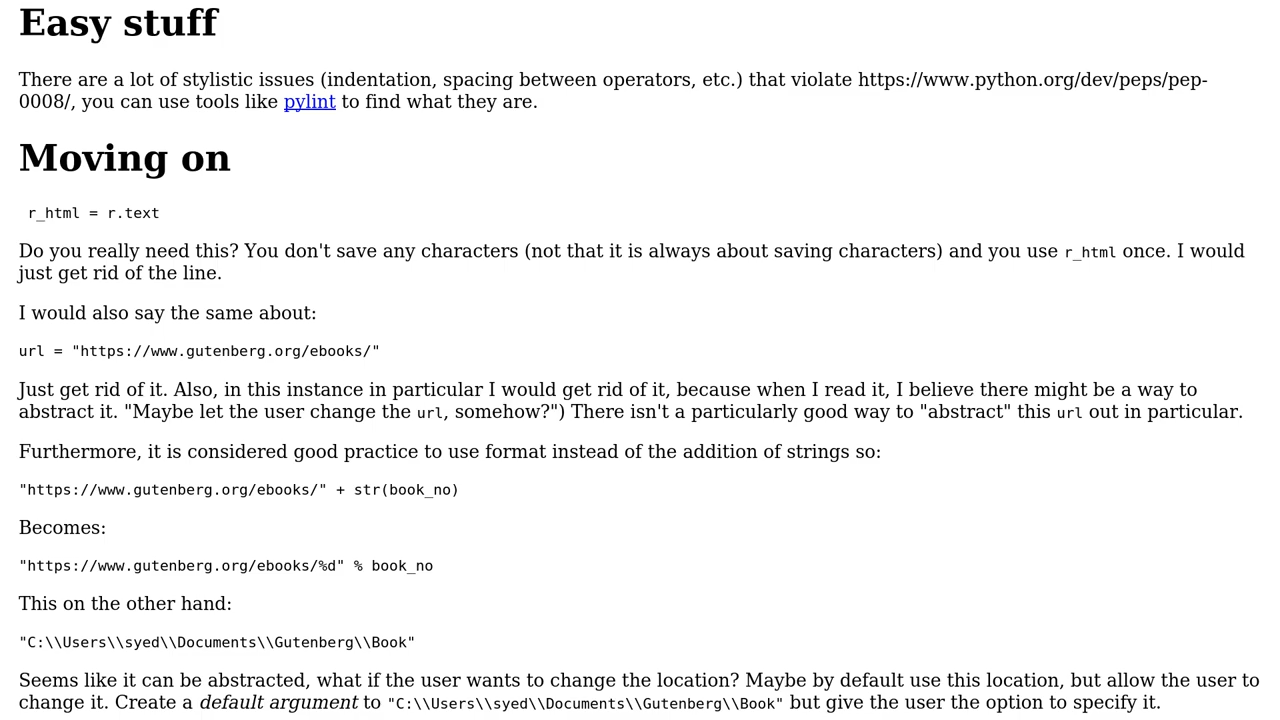 Easy stuff
There are a lot of stylistic issues (indentation, spacing between operators, etc.) that violate https://www.python.org/dev/peps/pep-
0008/, you can use tools like pylint to find what they are.
Moving on
r_html = r.text
Do you really need this? You don't save any characters (not that it is always about saving characters) and you use r_html once. I would
just get rid of the line.
I would also say the same about:
url = "https://www.gutenberg.org/ebooks/"
Just get rid of it. Also, in this instance in particular I would get rid of it, because when I read it, I believe there might be a way to
abstract it. "Maybe let the user change the url, somehow?") There isn't a particularly good way to "abstract" this url out in particular.
Furthermore, it is considered good practice to use format instead of the addition of strings so:
"https://www.gutenberg.org/ebooks/" + str(book_no)
Becomes:
"https://www.gutenberg.org/ebooks/%d" % book_no
This on the other hand:
"C:\\Users\\syed\\Documents\\Gutenberg\\Book"
Seems like it can be abstracted, what if the user wants to change the location? Maybe by default use this location, but allow the user to
change it. Create a default argument to "C:\\Users\\syed\\Documents\\Gutenberg\\Book" but give the user the option to specify it.